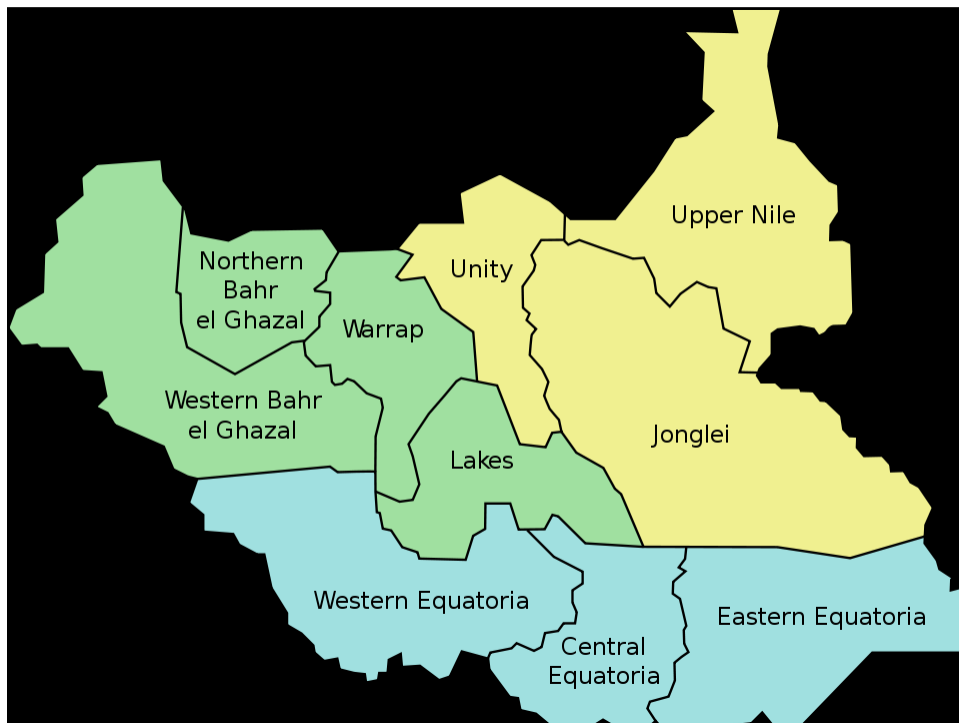 Upper Nile
Northern
Bahr
el Ghazal
Unity
Warrap
Western Bahr
el Ghazal
Jonglei
Lakes
Western Equatoria
Eastern Equatoria
Central
Equatoria